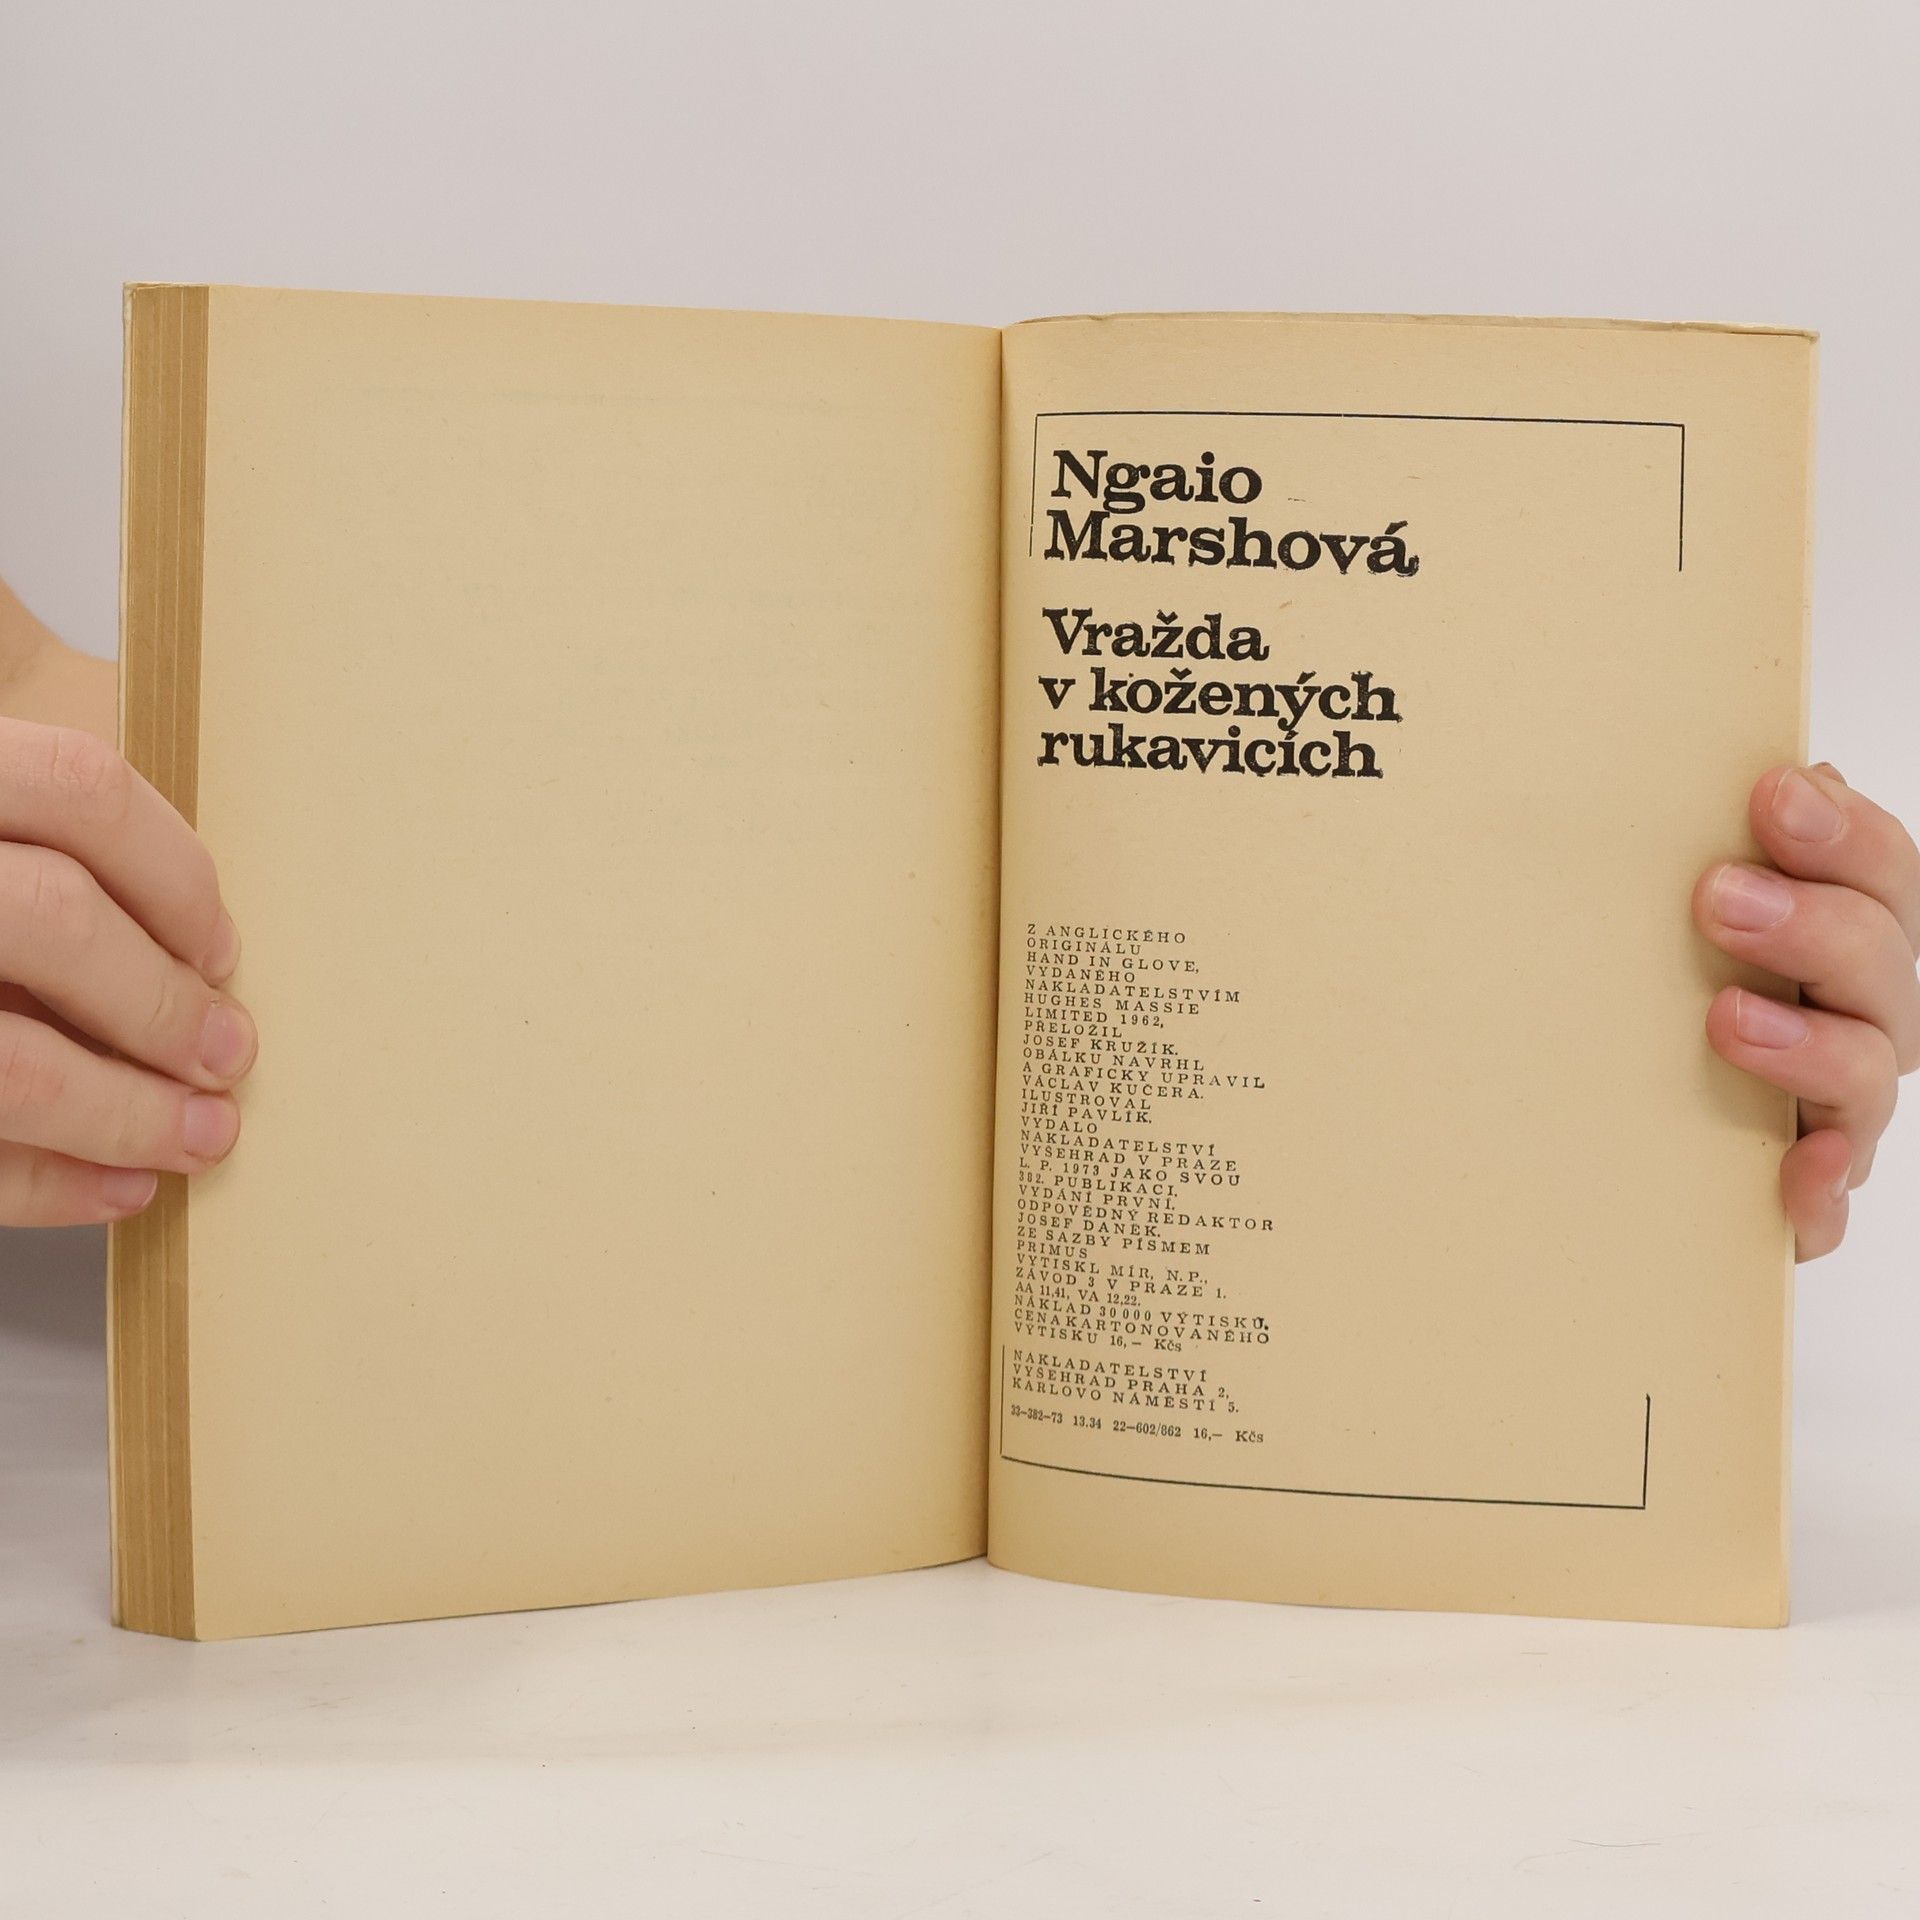 Ngaio
Marshová
Vražda
v kožených
rukavicích
Z ANGLICKÉHO
ORIGINÁLU
HAND IN GLOVE,
VYDANÉHO
NAKLADATELSTVÍM
HUGHES MASSIE
LIMITED 1962,
PŘELOŽIL
JOSEF KRUŽÍK.
OBÁLKU NAVRHL
A GRAFICKY UPRAVIL
VÁCLAV KUČERA.
ILUSTROVAL
JIŘÍ PAVLÍK.
VYDALO
NAKLADATELSTVÍ
VYŠEHRAD V PRAZE
L. P. 1973 JAKO SVOU
382. PUBLIKACI.
VYDÁNÍ PRVNÍ.
ODPOVĚDNÝ REDAKTOR
JOSEF DANĚK.
ZE SAZBY PÍSMEM
PRIMUS
VYTISKL MÍR, N.P.,
ZÁVOD 3 V PRAZE 1.
AA 11,41, VA 12,22.
NÁKLAD 30 000 VÝTISKŮ.
CENA KARTONOVANÉHO
VÝTISKU 16,— Kčs
NAKLADATELSTVÍ
VYŠEHRAD PRAHA 2,
KARLOVO NÁMĚSTÍ 5.
33—382—73 13.34 22—602/862 16,— Kčs